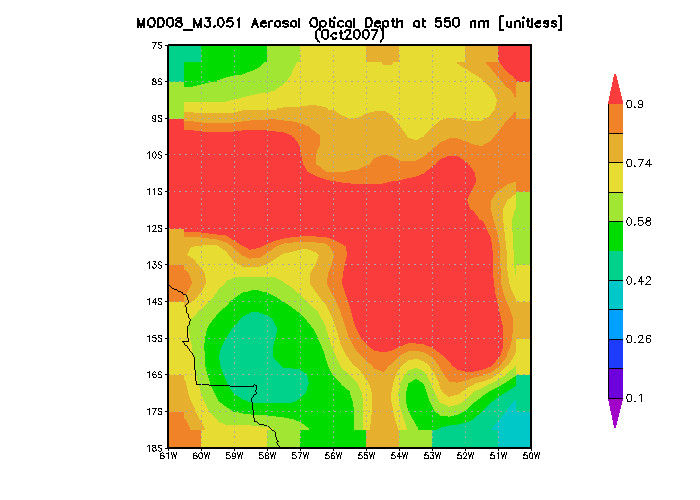 MOD08_M3.051 Aerosol Optical Depth at 550 nm [unitless]
(Oct2007)
7S
8S
9S
10S
11S
12S
13S
14S
15S
16S
17S
18S
61W 60W 59W 58W 57W 56W 55W 54W 53W 52W 51W 50W
0.9
0.74
0.58
0.42
0.26
0.1